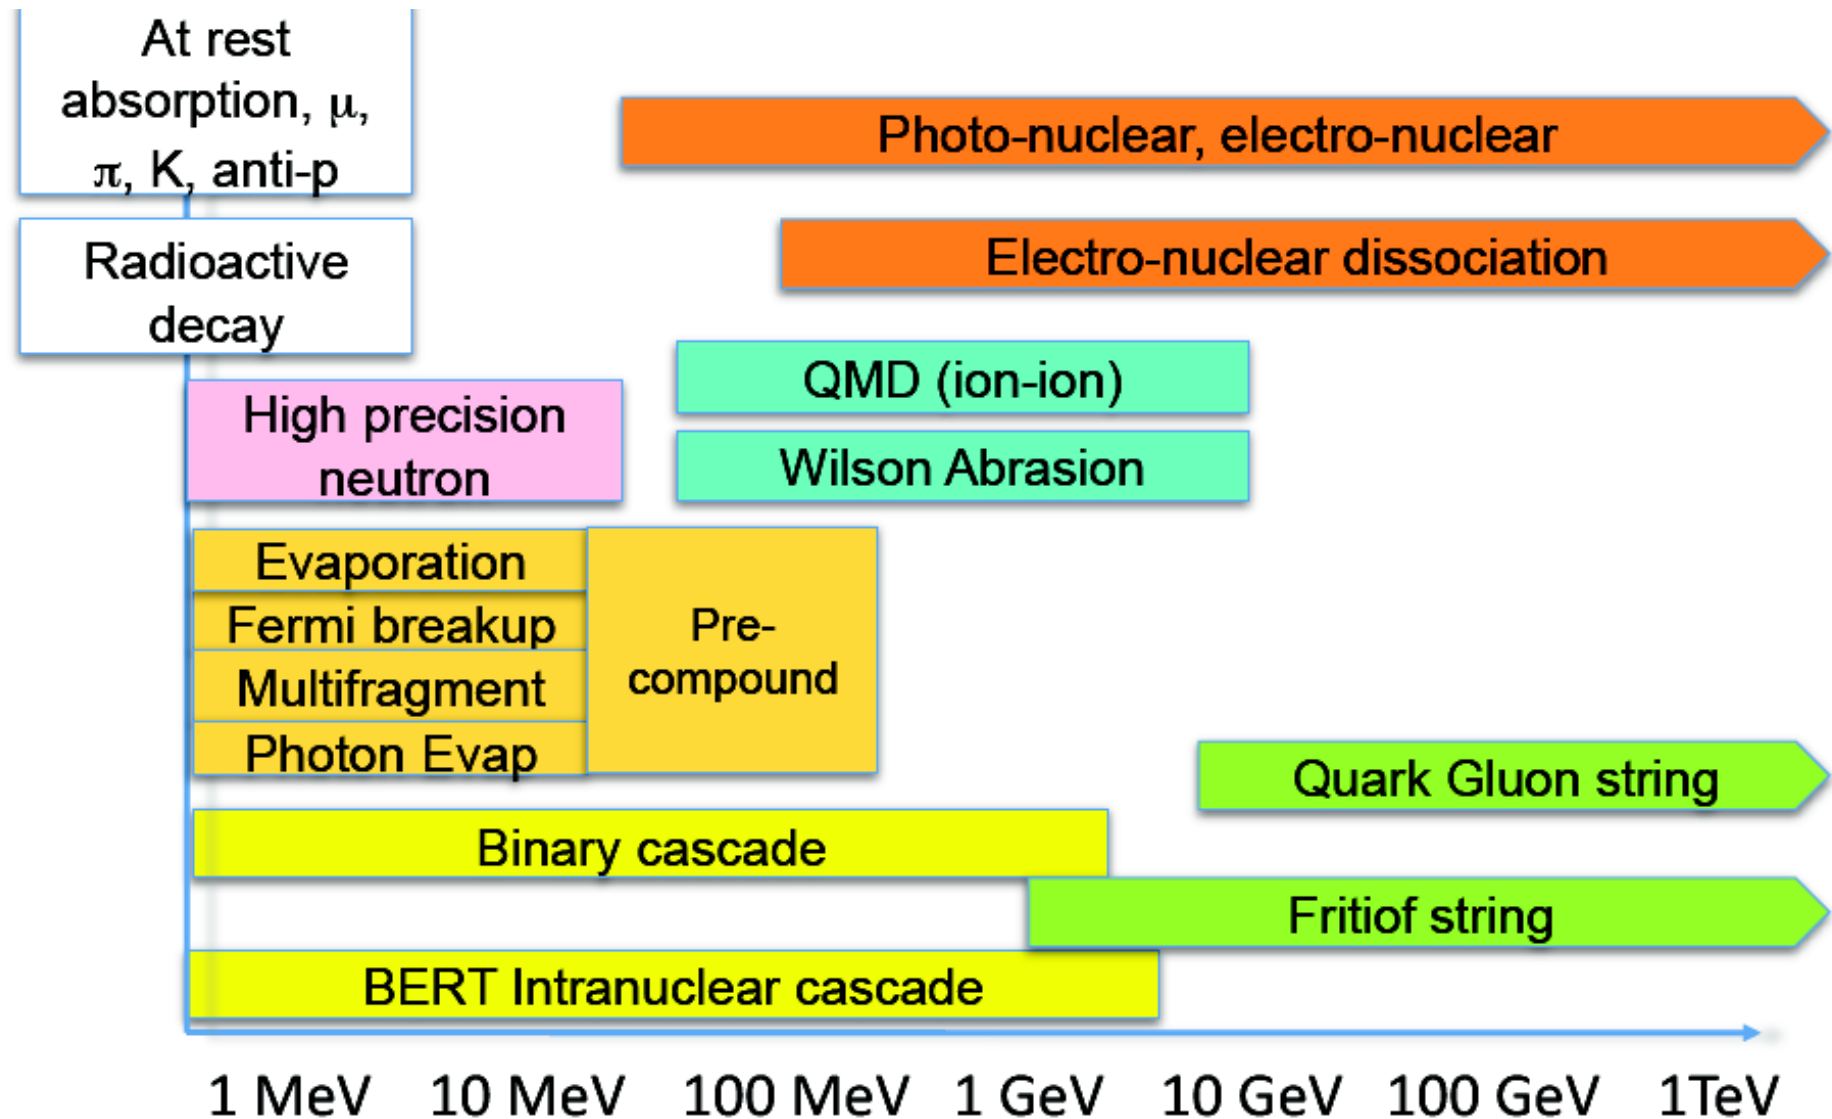 At rest
absorption, μ,
π, K, anti-p
Photo-nuclear, electro-nuclear
Radioactive
decay
Electro-nuclear dissociation
QMD (ion-ion)
High precision
neutron
Wilson Abrasion
Evaporation
Fermi breakup
Multifragment
Photon Evap
Pre-
compound
Quark Gluon string
Binary cascade
Fritiof string
BERT Intranuclear cascade
1 MeV 10 MeV 100 MeV 1 GeV 10 GeV 100 GeV 1TeV